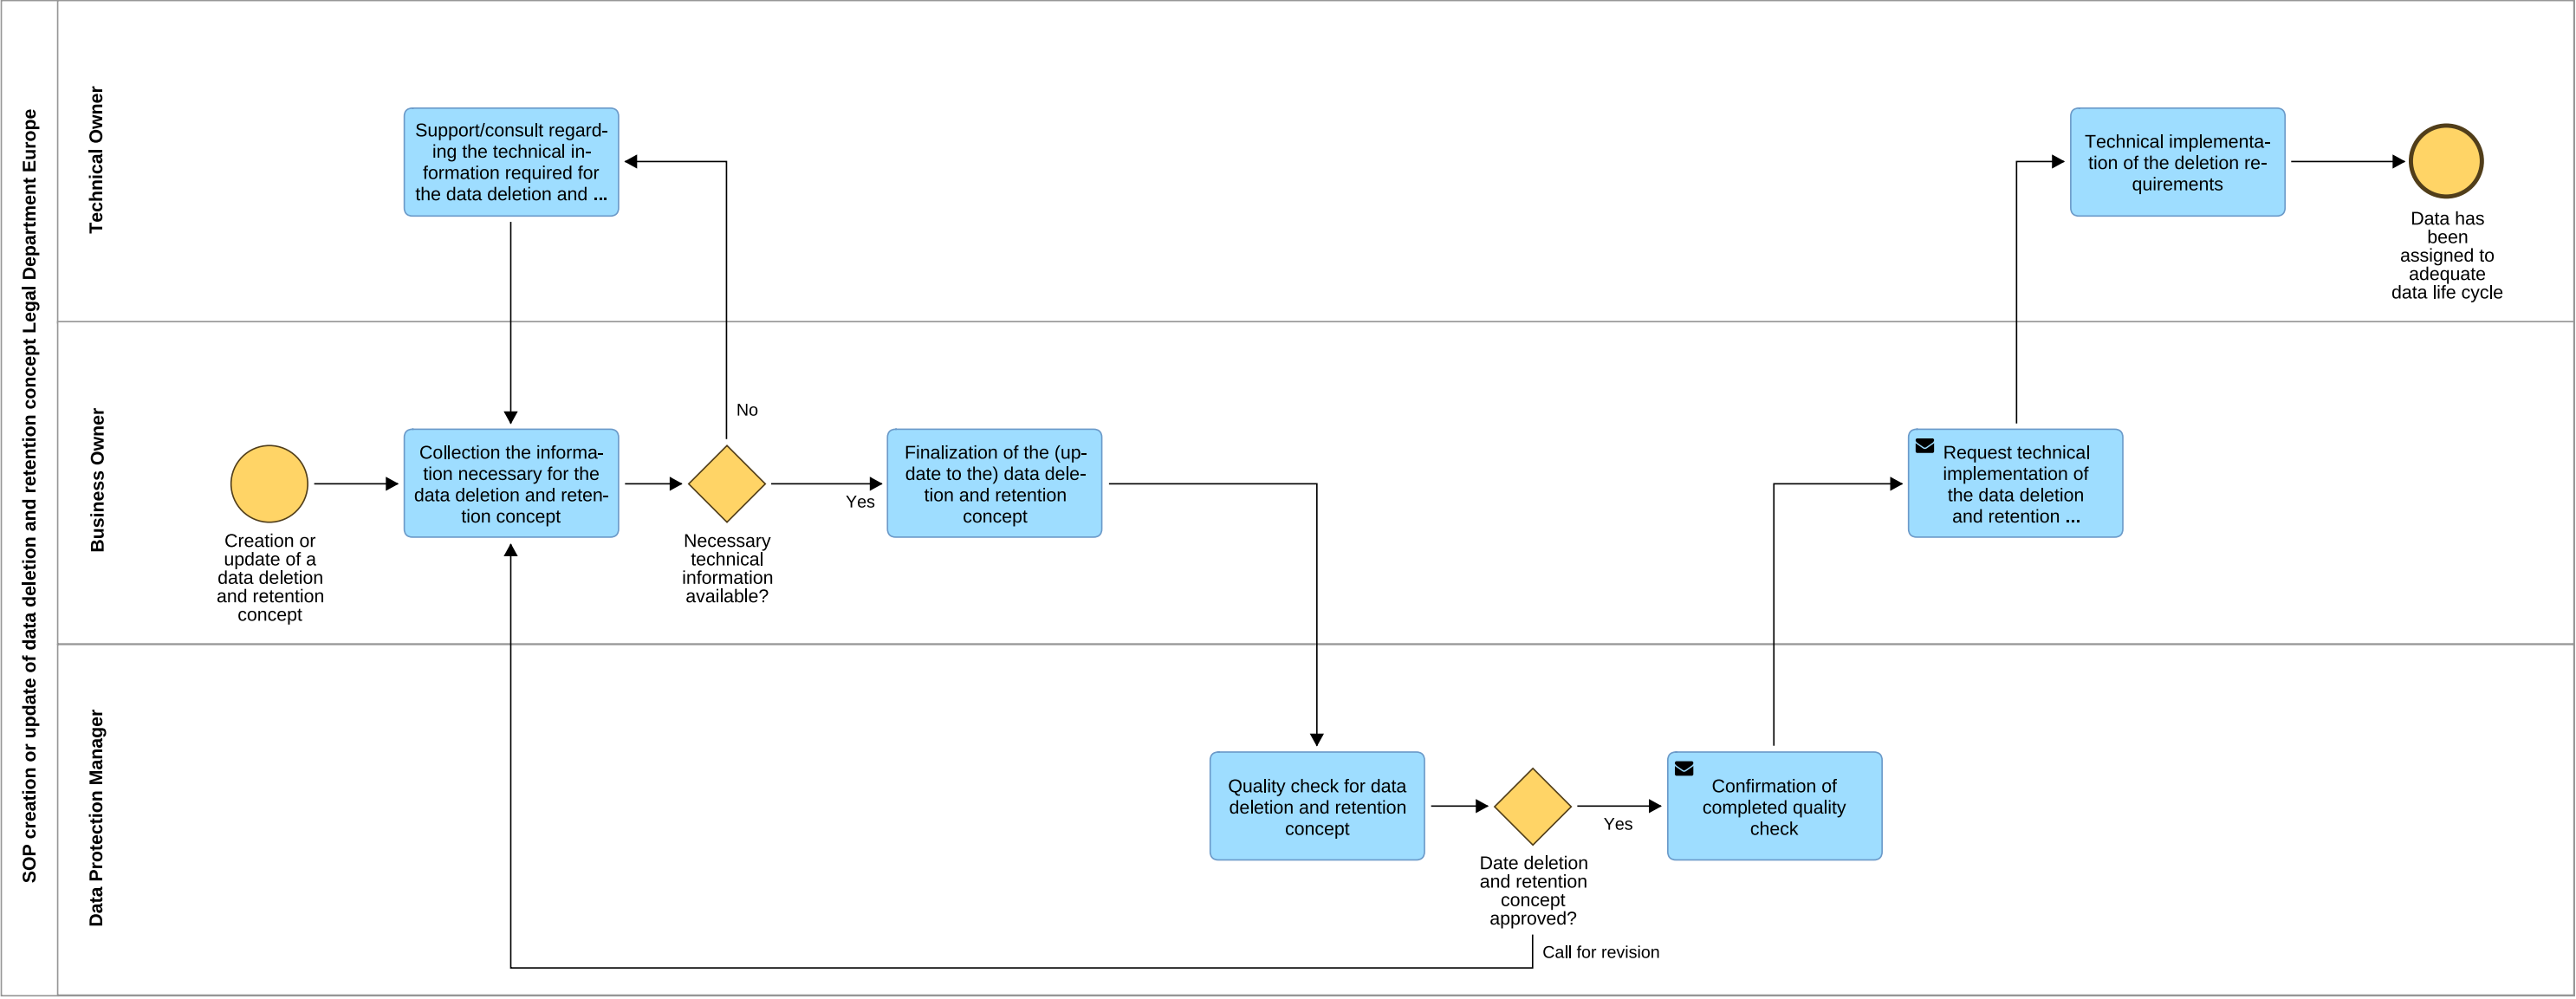 SOP creation or update of data deletion and retention concept Legal Department Europe
Technical Owner
Support/consult regard-
ing the technical in-
formation required for
the data deletion and ...
Technical implementa-
tion of the deletion re-
quirements
Data has
been
assigned to
adequate
data life cycle
Business Owner
Creation or
update of a
data deletion
and retention
concept
Collection the informa-
tion necessary for the
data deletion and reten-
tion concept
No
Necessary
technical
information
available?
Yes
Finalization of the (up-
date to the) data dele-
tion and retention
concept
Request technical
implementation of
the data deletion
and retention ...
Data Protection Manager
Quality check for data
deletion and retention
concept
Date deletion
and retention
concept
approved?
Yes
Call for revision
Confirmation of
completed quality
check